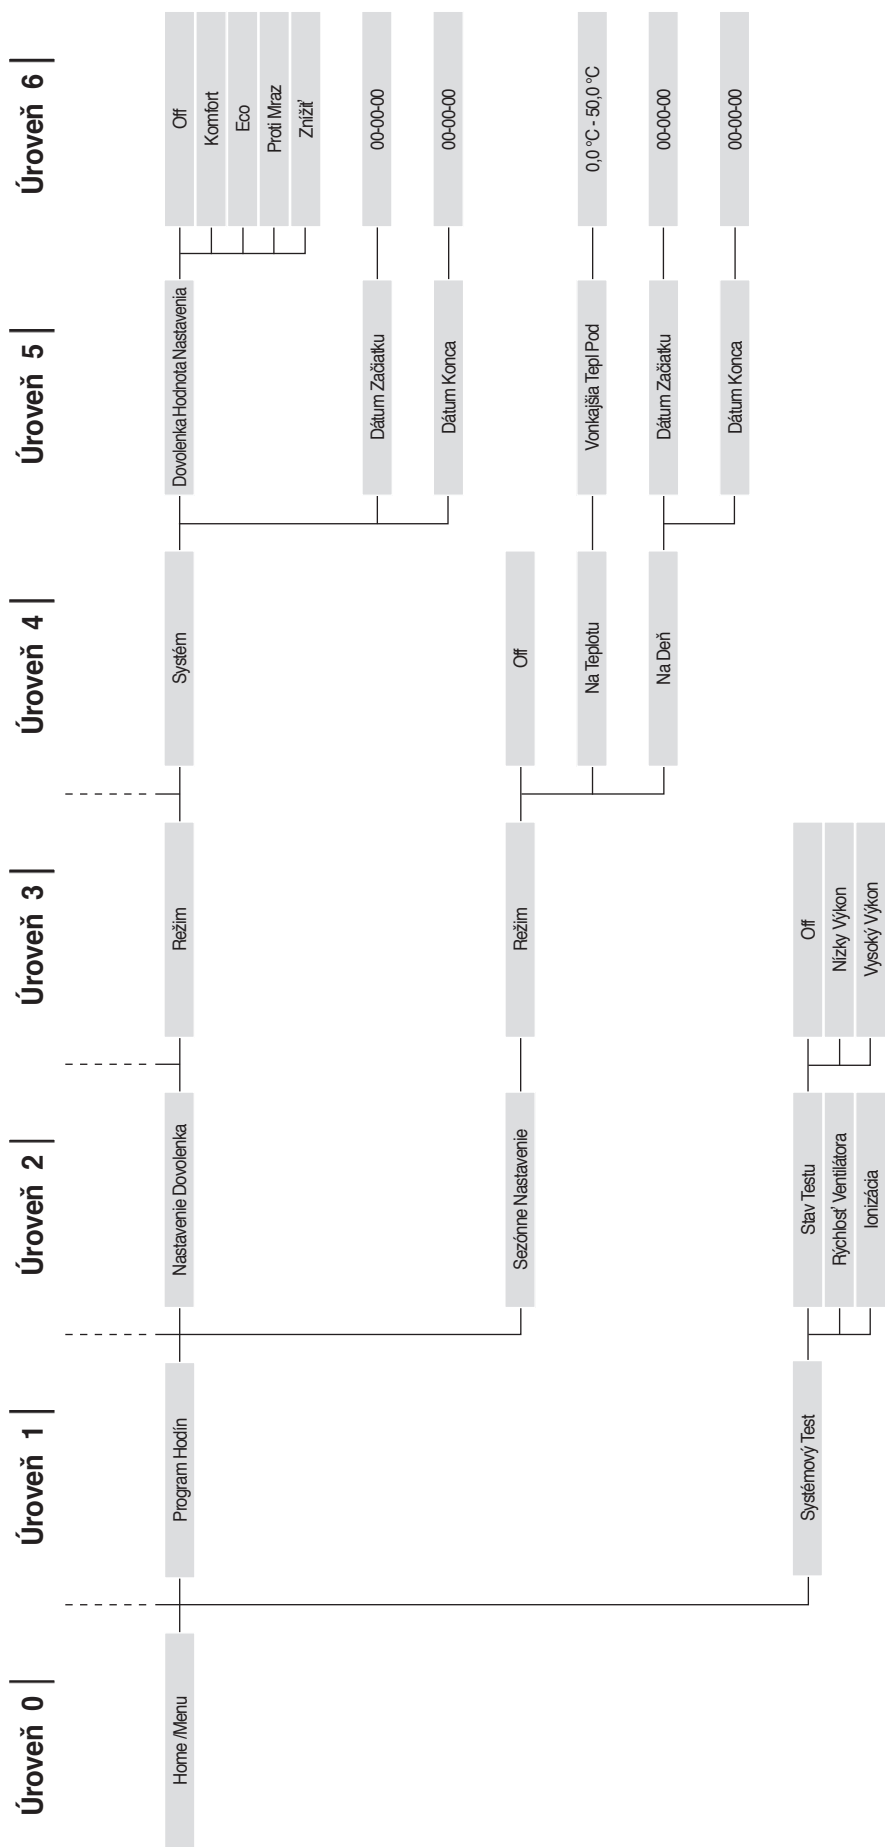 Úroveň 0
Úroveň 1
Úroveň 2
Úroveň 3
Úroveň 4
Úroveň 5
Úroveň 6
Home /Menu
Program Hodín
Nastavenie Dovolenka
Režim
Systém
Dovolenka Hodnota Nastavenia
Off
Komfort
Eco
Proti Mraz
Znížiť
Dátum Začiatku
00-00-00
Dátum Konca
00-00-00
Sezónne Nastavenie
Režim
Off
Na Teplotu
Vonkajšia Tepl Pod
0,0 °C - 50,0 °C
Na Deň
Dátum Začiatku
00-00-00
Dátum Konca
00-00-00
Systémový Test
Stav Testu
Off
Rýchlosť Ventilátora
Nízky Výkon
Ionizácia
Vysoký Výkon